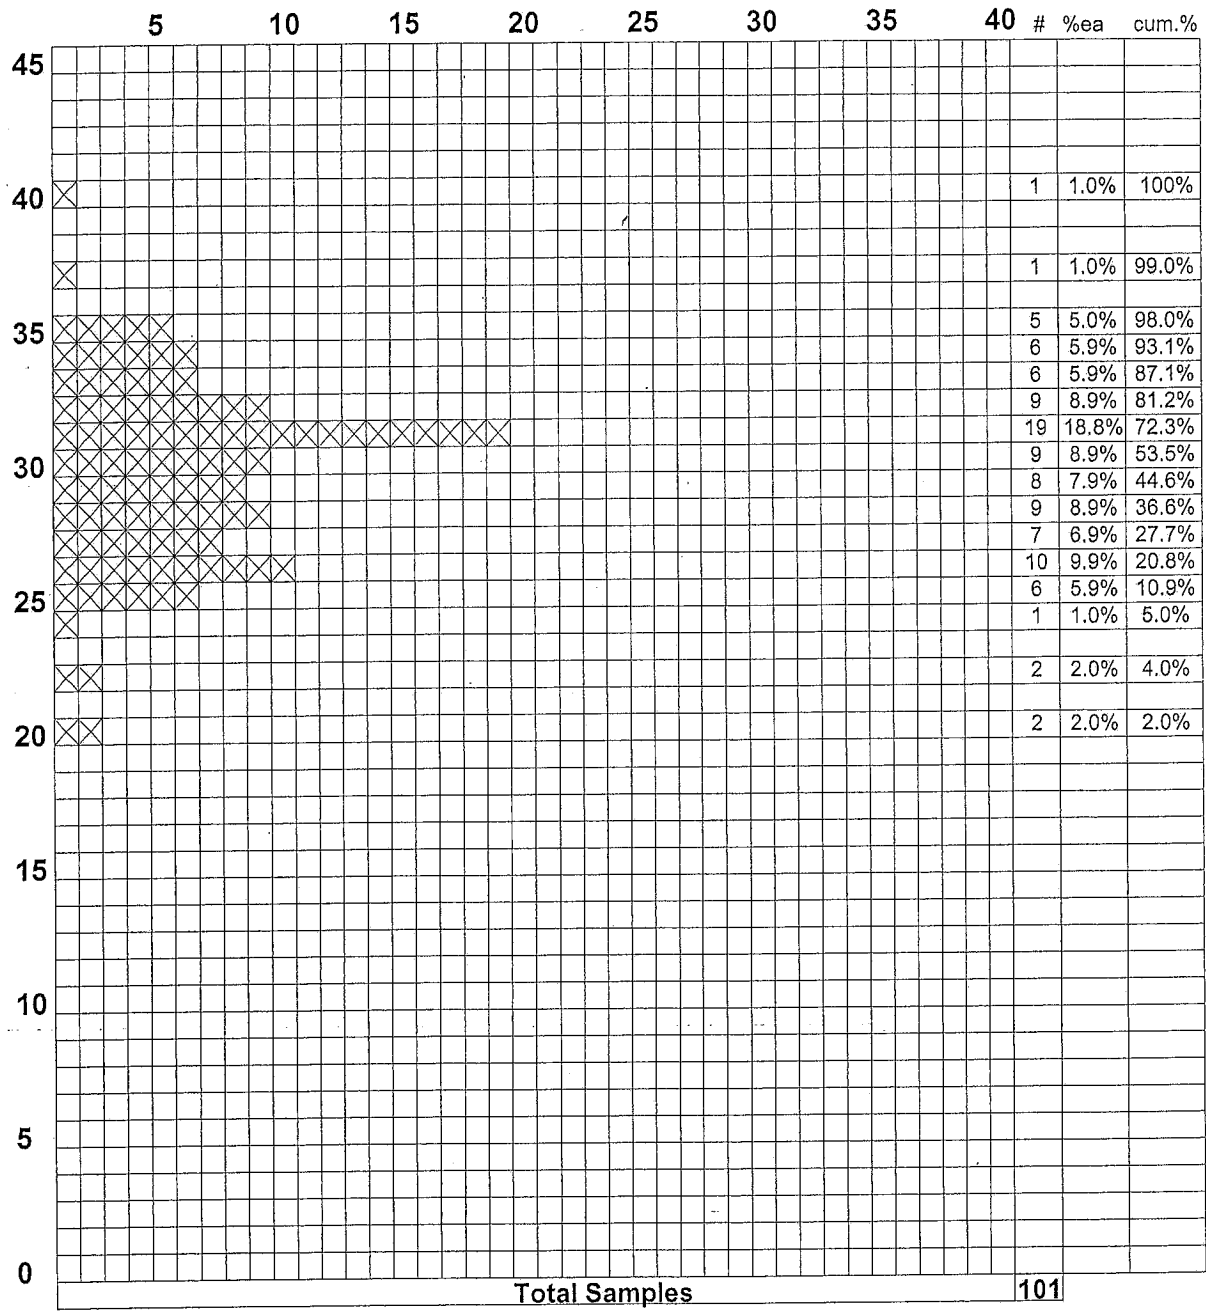 5 10 15 20 25 30 35 40 # %ea cum.%
45
40 1 1.0% 100%
1 1.0% 99.0%
35 5 5.0% 98.0%
6 5.9% 93.1%
6 5.9% 87.1%
9 8.9% 81.2%
19 18.8% 72.3%
30 9 8.9% 53.5%
8 7.9% 44.6%
9 8.9% 36.6%
7 6.9% 27.7%
10 9.9% 20.8%
25 6 5.9% 10.9%
1 1.0% 5.0%
2 2.0% 4.0%
20 2 2.0% 2.0%
15
10
5
0
Total Samples 101